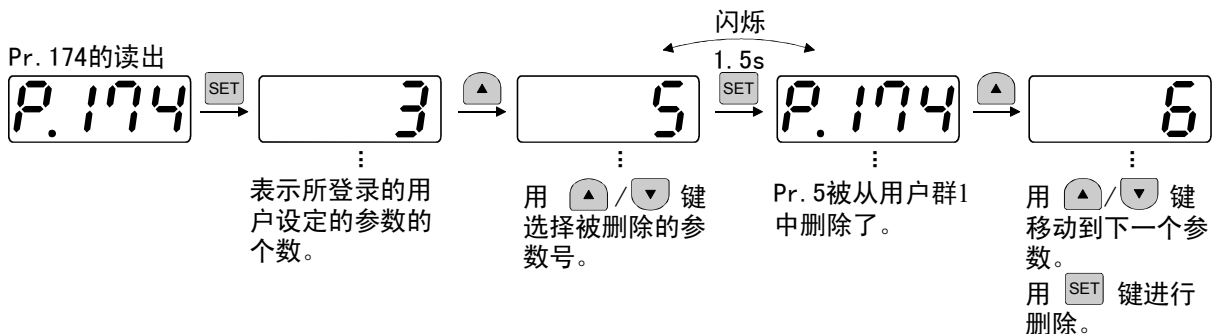 闪烁
Pr.174的读出
1.5s
P.174
SET
3
▲
5
SET
P.174
▲
6
表示所登录的用
户设定的参数的
个数。
用 ▲/▼ 键
选择被删除的参
数号。
Pr.5被从用户群1
中删除了。
用 ▲/▼ 键
移动到下一个参
数。
用 SET 键进行
删除。